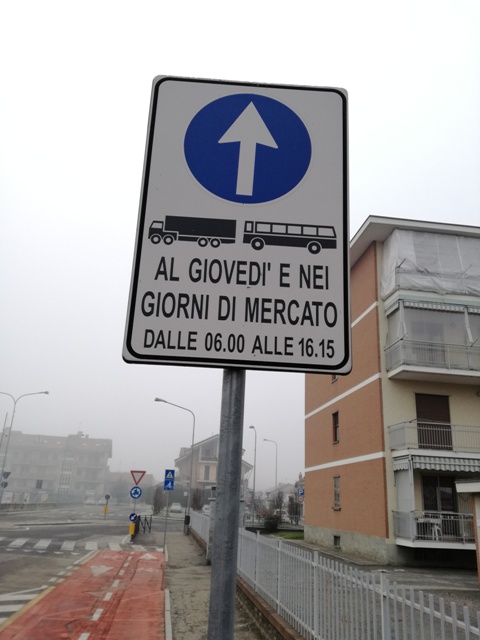 AL GIOVEDI' E NEI
GIORNI DI MERCATO
DALLE 06.00 ALLE 16.15